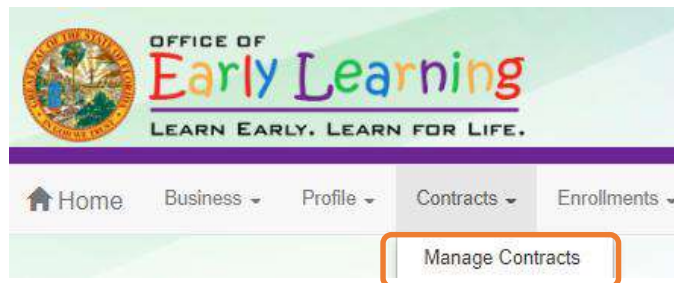 OFFICE OF
Early Learning
LEARN EARLY. LEARN FOR LIFE.
Home Business Profile Contracts Enrollments
Manage Contracts